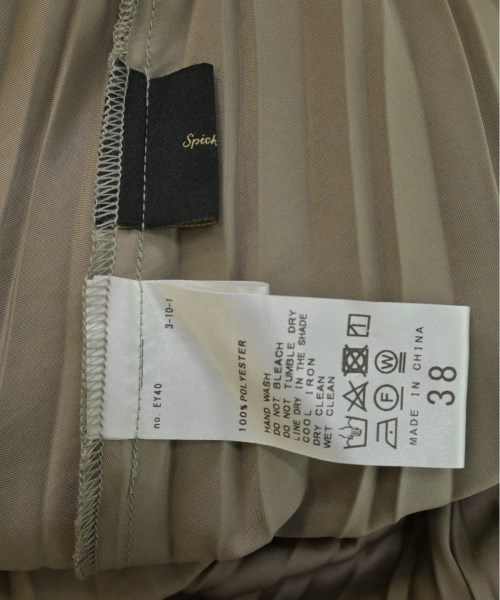 Spick
3-10-1
no. EY40
100% POLYESTER
HAND WASH
DO NOT BLEACH
DO NOT TUMBLE DRY
LINE DRY IN THE SHADE
COOL IRON
DRY CLEAN
WET CLEAN
F W
MADE IN CHINA
38